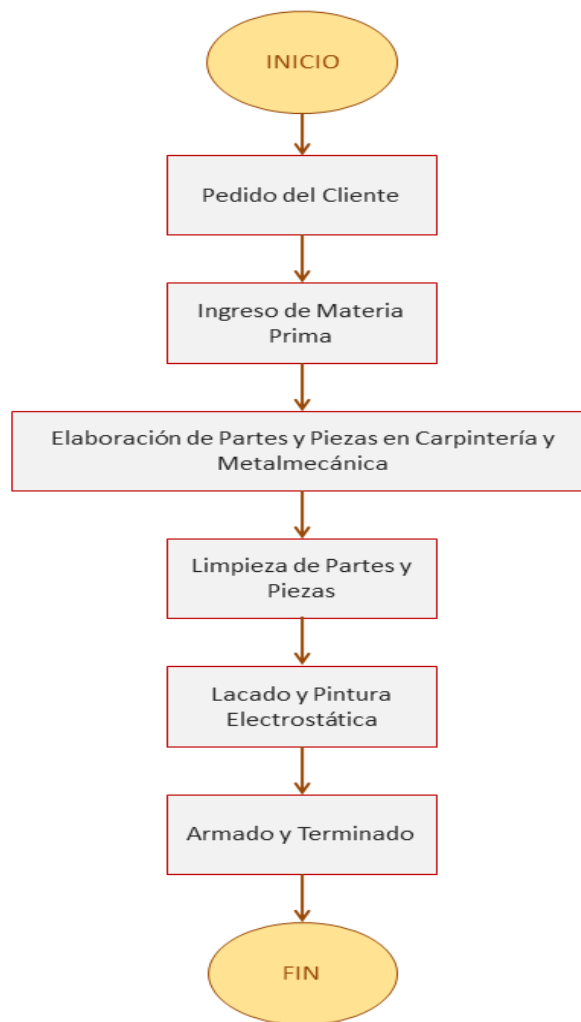 INICIO
Pedido del Cliente
Ingreso de Materia
Prima
Elaboración de Partes y Piezas en Carpintería y
Metalmecánica
Limpieza de Partes y
Piezas
Lacado y Pintura
Electrostática
Armado y Terminado
FIN